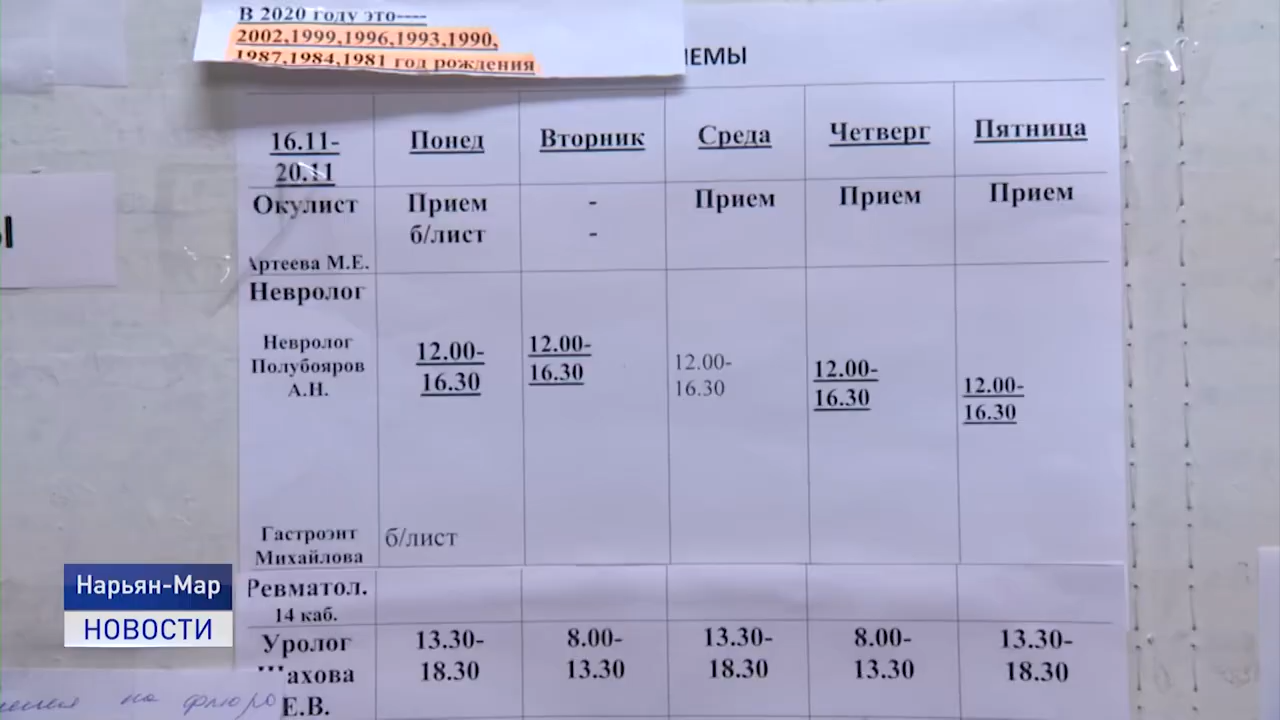 В 2020 году это----
2002,1999,1996,1993,1990,
1987,1984,1981 год рождения
ЕМЫ
16.11- Понед Вторник Среда Четверг Пятница
20.11
Окулист Прием - Прием Прием Прием
б/лист -
Артеева М.Е.
Невролог
Невролог
Полубояров
А.Н.
12.00- 12.00- 12.00- 12.00- 12.00-
16.30 16.30 16.30 16.30 16.30
Гастроэнт б/лист
Михайлова
Ревматол.
14 каб.
Уролог 13.30- 8.00- 13.30- 8.00- 13.30-
ахова 18.30 13.30 18.30 13.30 18.30
Е.В.
Ы
на флюро
Нарьян-Мар
НОВОСТИ